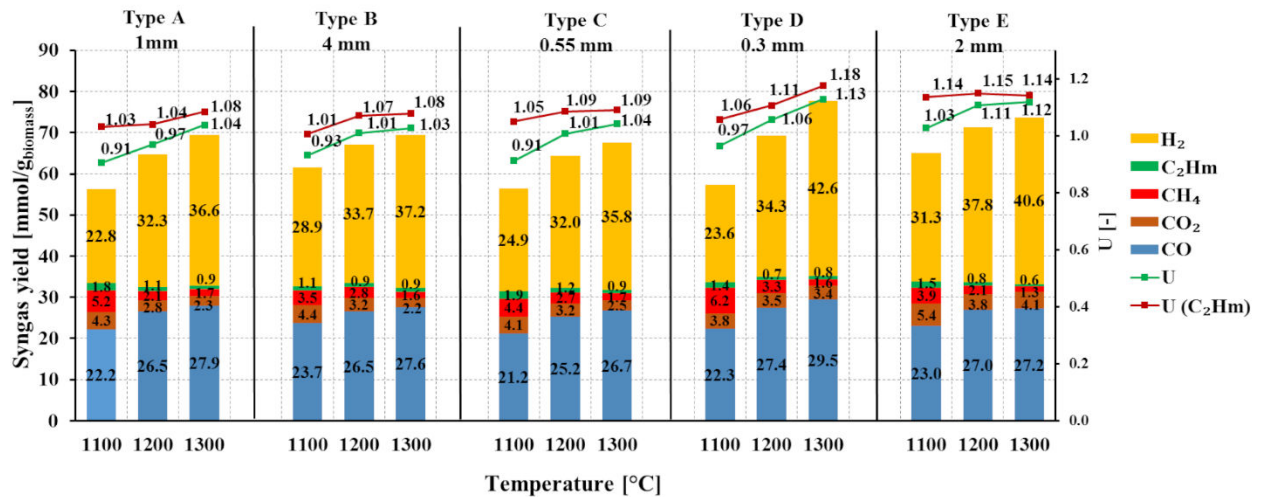 Type A
1mm
Type B
4 mm
Type C
0.55 mm
Type D
0.3 mm
Type E
2 mm
Syngas yield [mmol/g_biomass]
90
80
70
60
50
40
30
20
10
0
1.03 1.04 1.08
0.91 0.97 1.04
22.8 32.3 36.6
1.8 1.1 0.9
5.2 2.1 1.7
4.3 2.8 2.3
22.2 26.5 27.9
1.01 1.07 1.08
0.93 1.01 1.03
28.9 33.7 37.2
1.1 0.9 0.9
3.5 2.8 1.6
4.4 3.2 2.2
23.7 26.5 27.6
1.05 1.09 1.09
0.91 1.01 1.04
24.9 32.0 35.8
1.9 1.2 0.9
4.4 2.7
4.1 3.2 2.5
21.2 25.2 26.7
1.06 1.11 1.18
0.97 1.06 1.13
23.6 34.3 42.6
1.4 0.7 0.8
6.2 3.3 1.6
3.8 3.5 3.4
22.3 27.4 29.5
1.14 1.15 1.14
1.03 1.11 1.12
31.3 37.8 40.6
1.5 0.8 0.6
3.9 2.1 1.3
5.4 3.8 4.1
23.0 27.0 27.2
1.2
1.0
0.8
0.6
0.4
0.2
0.0
U [-]
H₂
C₂Hm
CH₄
CO₂
CO
U
U (C₂Hm)
1100 1200 1300
1100 1200 1300
1100 1200 1300
1100 1200 1300
1100 1200 1300
Temperature [°C]